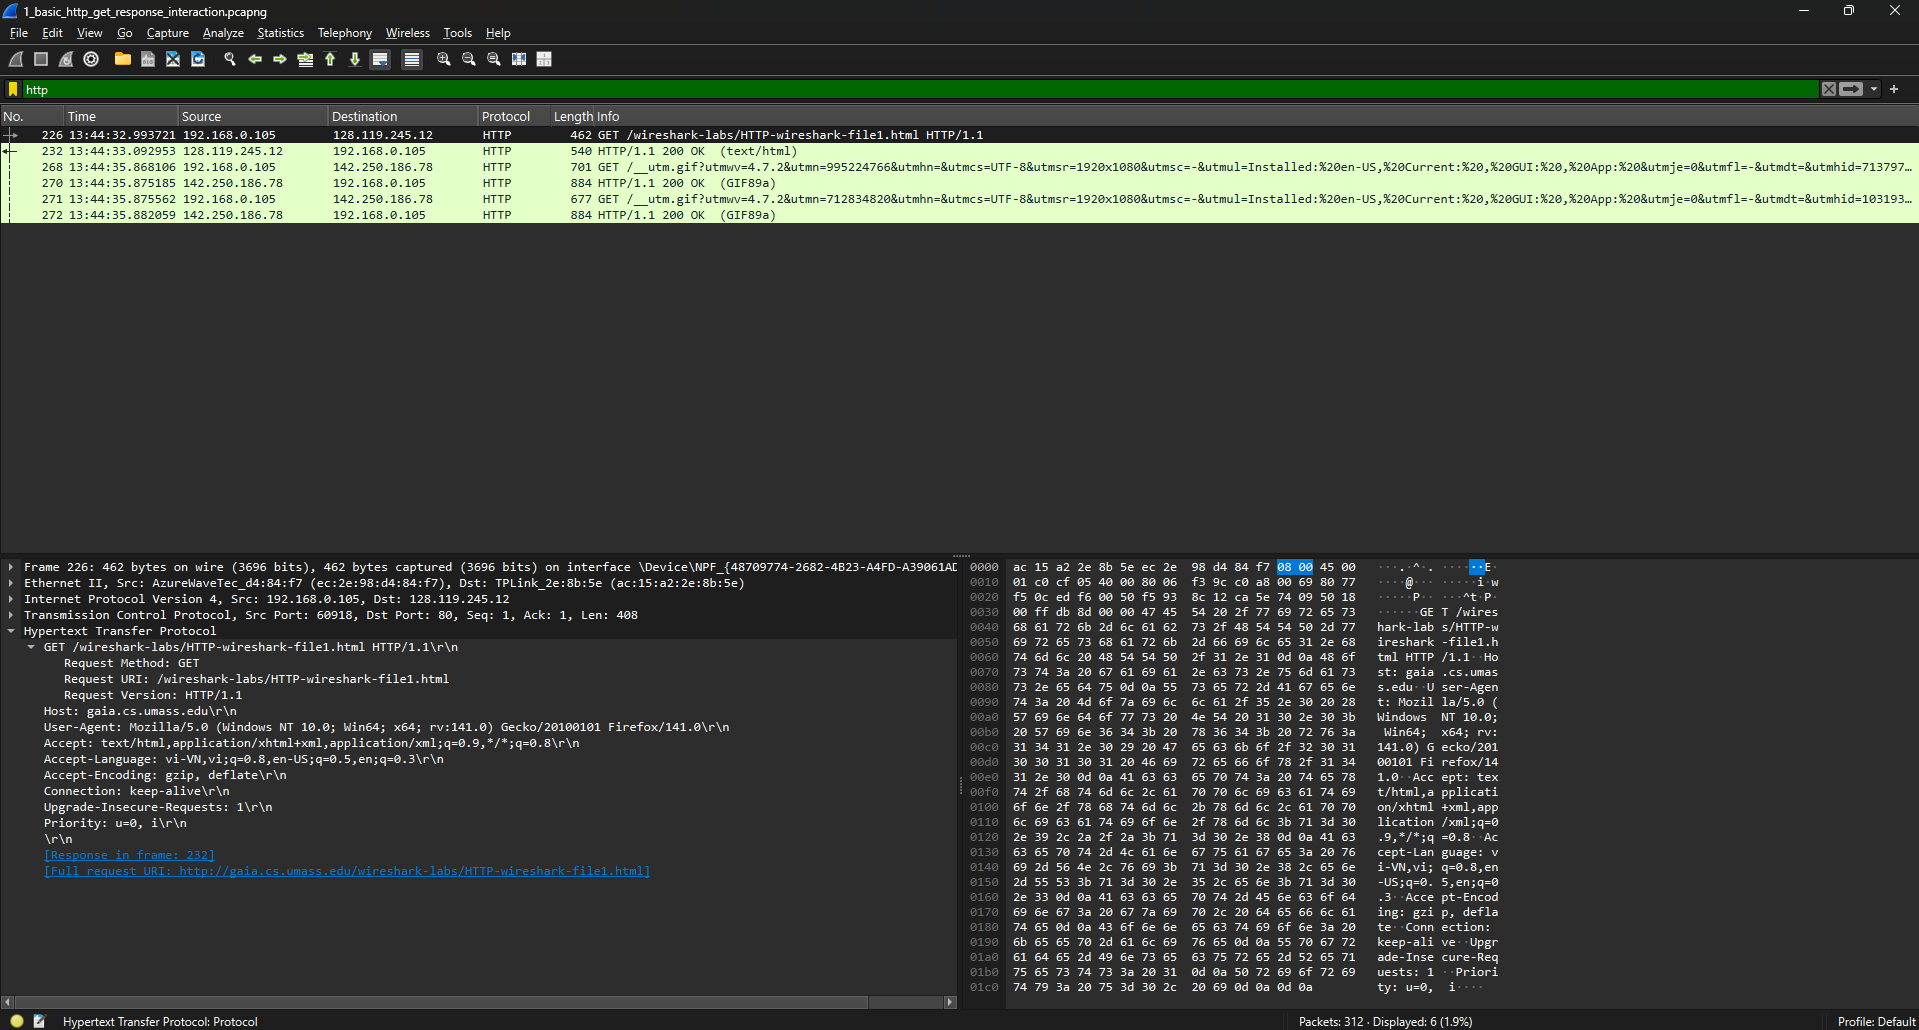 1_basic_http_get_response_interaction.pcapng
File Edit View Go Capture Analyze Statistics Telephony Wireless Tools Help
http
No. Time Source Destination Protocol Length Info
226 13:44:32.993721 192.168.0.105 128.119.245.12 HTTP 462 GET /wireshark-labs/HTTP-wireshark-file1.html HTTP/1.1
232 13:44:33.092953 128.119.245.12 192.168.0.105 HTTP 540 HTTP/1.1 200 OK (text/html)
268 13:44:35.868106 192.168.0.105 142.250.186.78 HTTP 701 GET /__utm.gif?utmwv=4.7.2&utmn=995224766&utmhn=&utmcs=UTF-8&utmsr=1920x1080&utmsc=-&utmul=Installed:%20en-US,%20Current:%20,%20GUI:%20,%20App:%20&utmje=0&utmfl=-&utmdt=&utmhid=713797...
270 13:44:35.875185 142.250.186.78 192.168.0.105 HTTP 884 HTTP/1.1 200 OK (GIF89a)
271 13:44:35.875562 192.168.0.105 142.250.186.78 HTTP 677 GET /__utm.gif?utmwv=4.7.2&utmn=712834820&utmhn=&utmcs=UTF-8&utmsr=1920x1080&utmsc=-&utmul=Installed:%20en-US,%20Current:%20,%20GUI:%20,%20App:%20&utmje=0&utmfl=-&utmdt=&utmhid=103193...
272 13:44:35.882059 142.250.186.78 192.168.0.105 HTTP 884 HTTP/1.1 200 OK (GIF89a)
Frame 226: 462 bytes on wire (3696 bits), 462 bytes captured (3696 bits) on interface \Device\NPF_{48709774-2682-4B23-A4FD-A39061AD
Ethernet II, Src: AzureWaveTec_d4:84:f7 (ec:2e:98:d4:84:f7), Dst: TPLink_2e:8b:5e (ac:15:a2:2e:8b:5e)
Internet Protocol Version 4, Src: 192.168.0.105, Dst: 128.119.245.12
Transmission Control Protocol, Src Port: 60918, Dst Port: 80, Seq: 1, Ack: 1, Len: 408
Hypertext Transfer Protocol
GET /wireshark-labs/HTTP-wireshark-file1.html HTTP/1.1\r\n
Request Method: GET
Request URI: /wireshark-labs/HTTP-wireshark-file1.html
Request Version: HTTP/1.1
Host: gaia.cs.umass.edu\r\n
User-Agent: Mozilla/5.0 (Windows NT 10.0; Win64; x64; rv:141.0) Gecko/20100101 Firefox/141.0\r\n
Accept: text/html,application/xhtml+xml,application/xml;q=0.9,*/*;q=0.8\r\n
Accept-Language: vi-VN,vi;q=0.8,en-US;q=0.5,en;q=0.3\r\n
Accept-Encoding: gzip, deflate\r\n
Connection: keep-alive\r\n
Upgrade-Insecure-Requests: 1\r\n
Priority: u=0, i\r\n
\r\n
[Response in frame: 232]
[Full request URI: http://gaia.cs.umass.edu/wireshark-labs/HTTP-wireshark-file1.html]
0000 ac 15 a2 2e 8b 5e ec 2e 98 d4 84 f7 08 00 45 00 ···.·^·. ······E·
0010 01 c0 cf 05 40 00 80 06 f3 9c c0 a8 00 69 80 77 ····@··· ·····i·w
0020 f5 0c ed f6 00 50 f5 93 8c 12 ca 5e 74 09 50 18 ·····P·· ···^t·P·
0030 00 ff db 8d 00 00 47 45 54 20 2f 77 69 72 65 73 ······GE T /wires
0040 68 61 72 6b 2d 6c 61 62 73 2f 48 54 54 50 2d 77 hark-lab s/HTTP-w
0050 69 72 65 73 68 61 72 6b 2d 66 69 6c 65 31 2e 68 ireshark -file1.h
0060 74 6d 6c 20 48 54 54 50 2f 31 2e 31 0d 0a 48 6f tml HTTP /1.1··Ho
0070 73 74 3a 20 67 61 69 61 2e 63 73 2e 75 6d 61 73 st: gaia .cs.umas
0080 73 2e 65 64 75 0d 0a 55 73 65 72 2d 41 67 65 6e s.edu··U ser-Agen
0090 74 3a 20 4d 6f 7a 69 6c 6c 61 2f 35 2e 30 20 28 t: Mozil la/5.0 (
00a0 57 69 6e 64 6f 77 73 20 4e 54 20 31 30 2e 30 3b Windows NT 10.0;
00b0 20 57 69 6e 36 34 3b 20 78 36 34 3b 20 72 76 3a Win64; x64; rv:
00c0 31 34 31 2e 30 29 20 47 65 63 6b 6f 2f 32 30 31 141.0) G ecko/201
00d0 30 30 31 30 31 20 46 69 72 65 66 6f 78 2f 31 34 00101 Fi refox/14
00e0 31 2e 30 0d 0a 41 63 63 65 70 74 3a 20 74 65 78 1.0··Acc ept: tex
00f0 74 2f 68 74 6d 6c 2c 61 70 70 6c 69 63 61 74 69 t/html,a pplicati
0100 6f 6e 2f 78 68 74 6d 6c 2b 78 6d 6c 2c 61 70 70 on/xhtml +xml,app
0110 6c 69 63 61 74 69 6f 6e 2f 78 6d 6c 3b 71 3d 30 lication /xml;q=0
0120 2e 39 2c 2a 2f 2a 3b 71 3d 30 2e 38 0d 0a 41 63 .9,*/*;q =0.8··Ac
0130 63 65 70 74 2d 4c 61 6e 67 75 61 67 65 3a 20 76 cept-Lan guage: v
0140 69 2d 56 4e 2c 76 69 3b 71 3d 30 2e 38 2c 65 6e i-VN,vi; q=0.8,en
0150 2d 55 53 3b 71 3d 30 2e 35 2c 65 6e 3b 71 3d 30 -US;q=0. 5,en;q=0
0160 2e 33 0d 0a 41 63 63 65 70 74 2d 45 6e 63 6f 64 .3··Acce pt-Encod
0170 69 6e 67 3a 20 67 7a 69 70 2c 20 64 65 66 6c 61 ing: gzi p, defla
0180 74 65 0d 0a 43 6f 6e 6e 65 63 74 69 6f 6e 3a 20 te··Conn ection:
0190 6b 65 65 70 2d 61 6c 69 76 65 0d 0a 55 70 67 72 keep-ali ve··Upgr
01a0 61 64 65 2d 49 6e 73 65 63 75 72 65 2d 52 65 71 ade-Inse cure-Req
01b0 75 65 73 74 73 3a 20 31 0d 0a 50 72 69 6f 72 69 uests: 1 ··Priori
01c0 74 79 3a 20 75 3d 30 2c 20 69 0d 0a 0d 0a ty: u=0, i····
Hypertext Transfer Protocol: Protocol
Packets: 312 · Displayed: 6 (1.9%)
Profile: Default